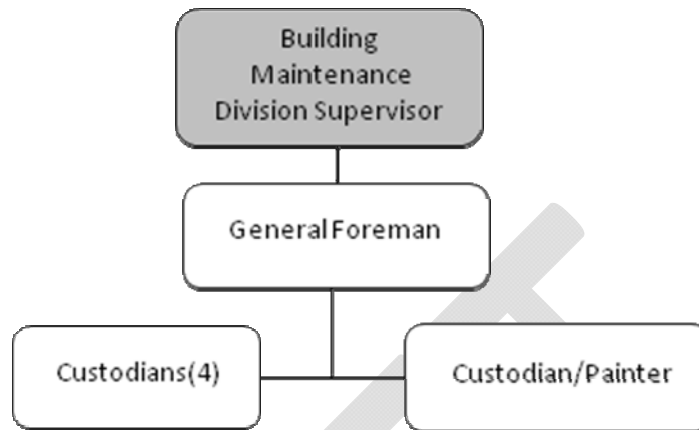 Building
Maintenance
Division Supervisor
General Foreman
Custodians(4)
Custodian/Painter